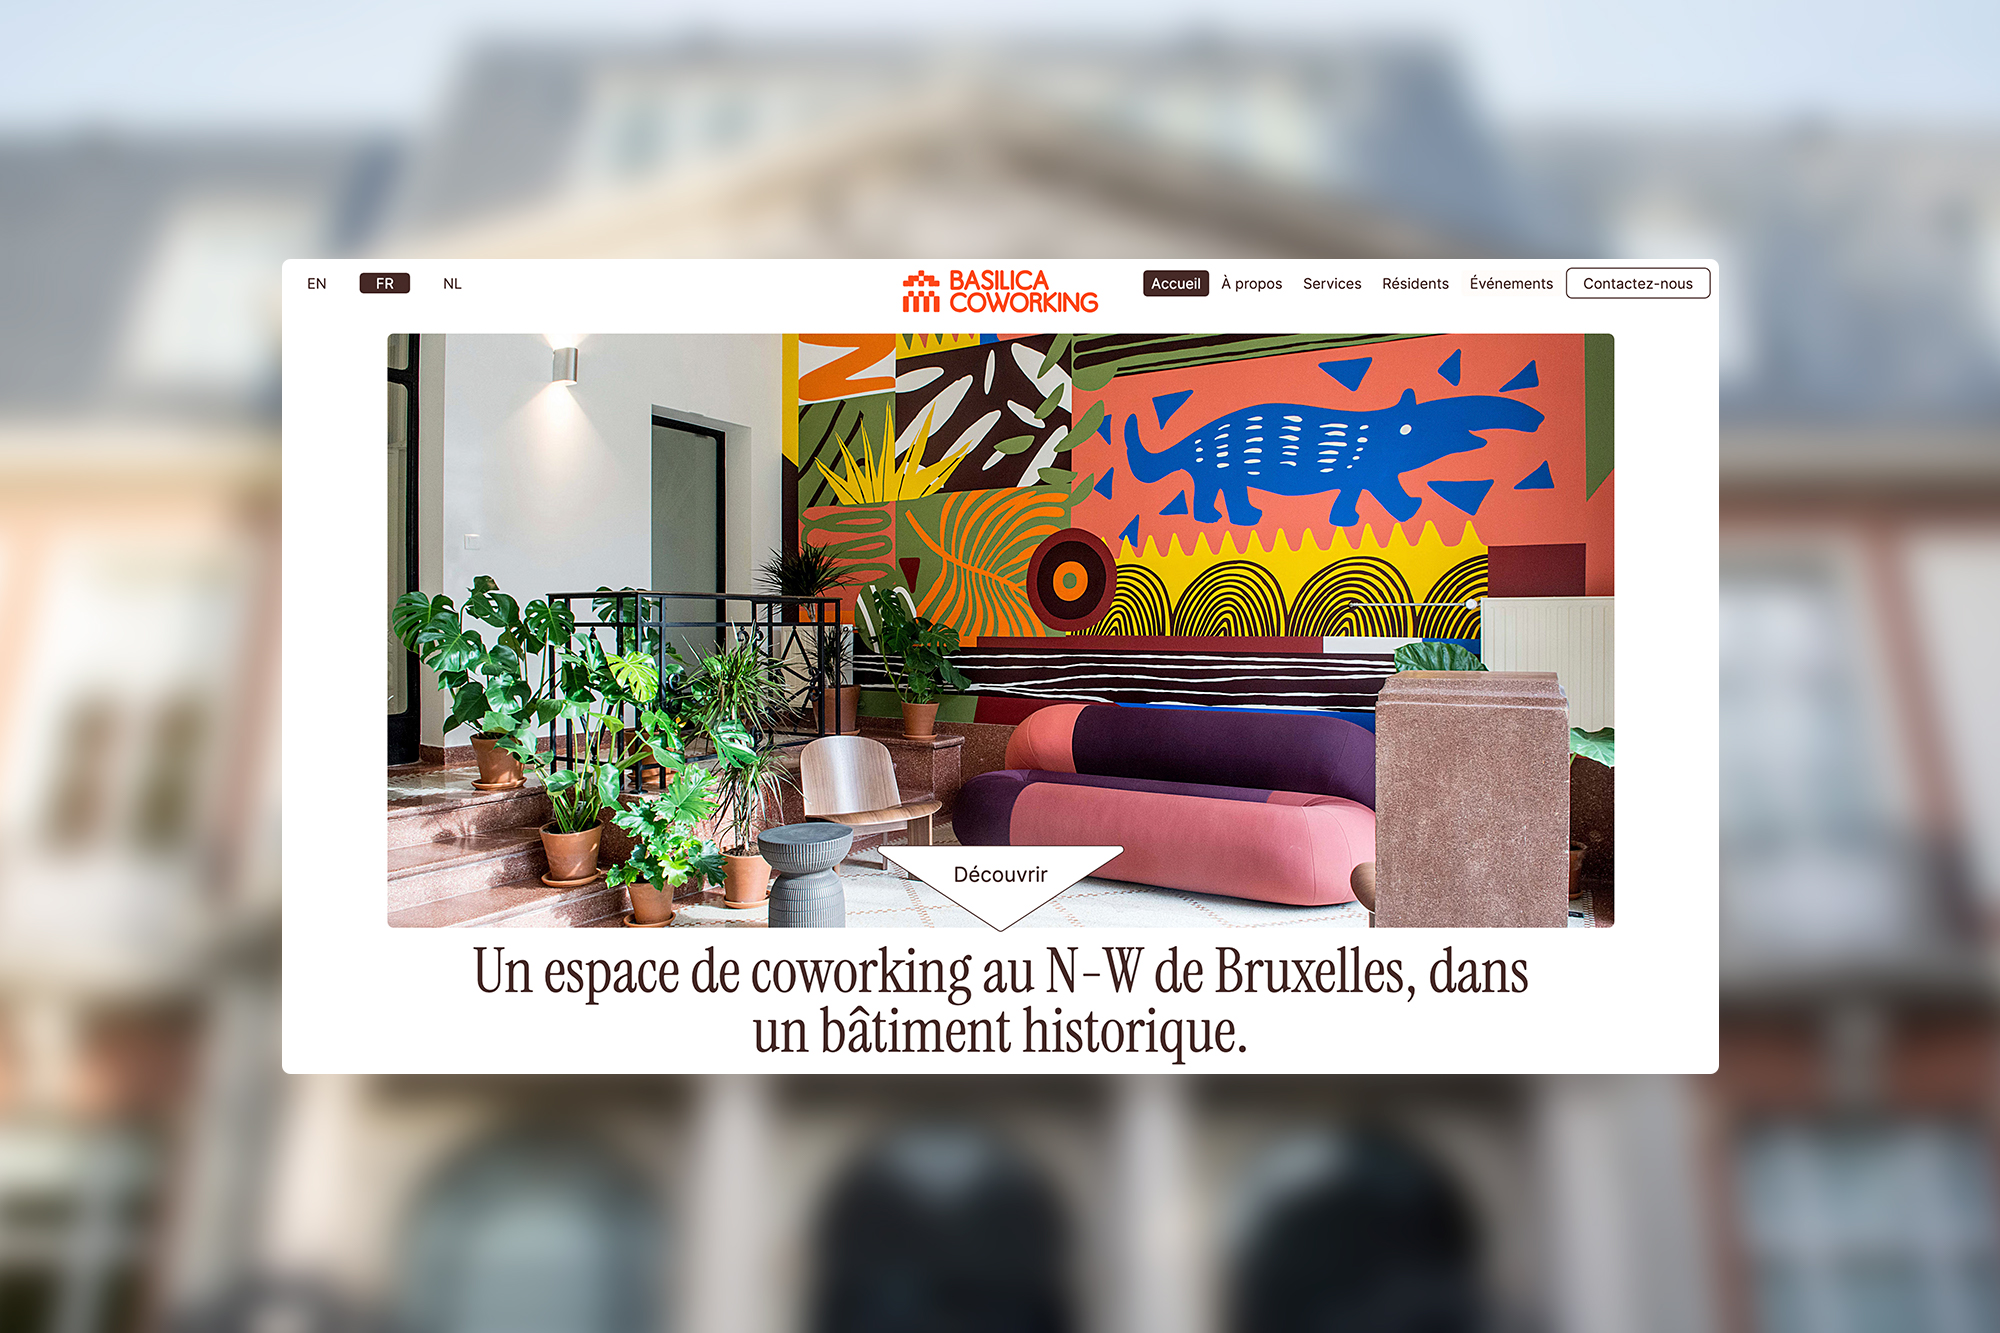 EN FR NL
BASILICA
COWORKING
Accueil À propos Services Résidents Événements Contactez-nous
Découvrir
Un espace de coworking au N-W de Bruxelles, dans
un bâtiment historique.